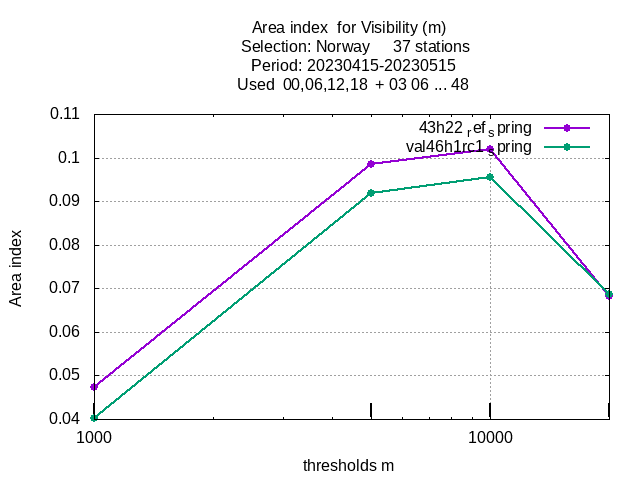 Area index  for Visibility (m)
Selection: Norway     37 stations
Period: 20230415-20230515
Used  00,06,12,18  + 03 06 ... 48
0.11
43h22 ref spring
val46h1rc1 spring
0.1
0.09
0.08
Area index
0.07
0.06
0.05
0.04
1000
10000
thresholds m